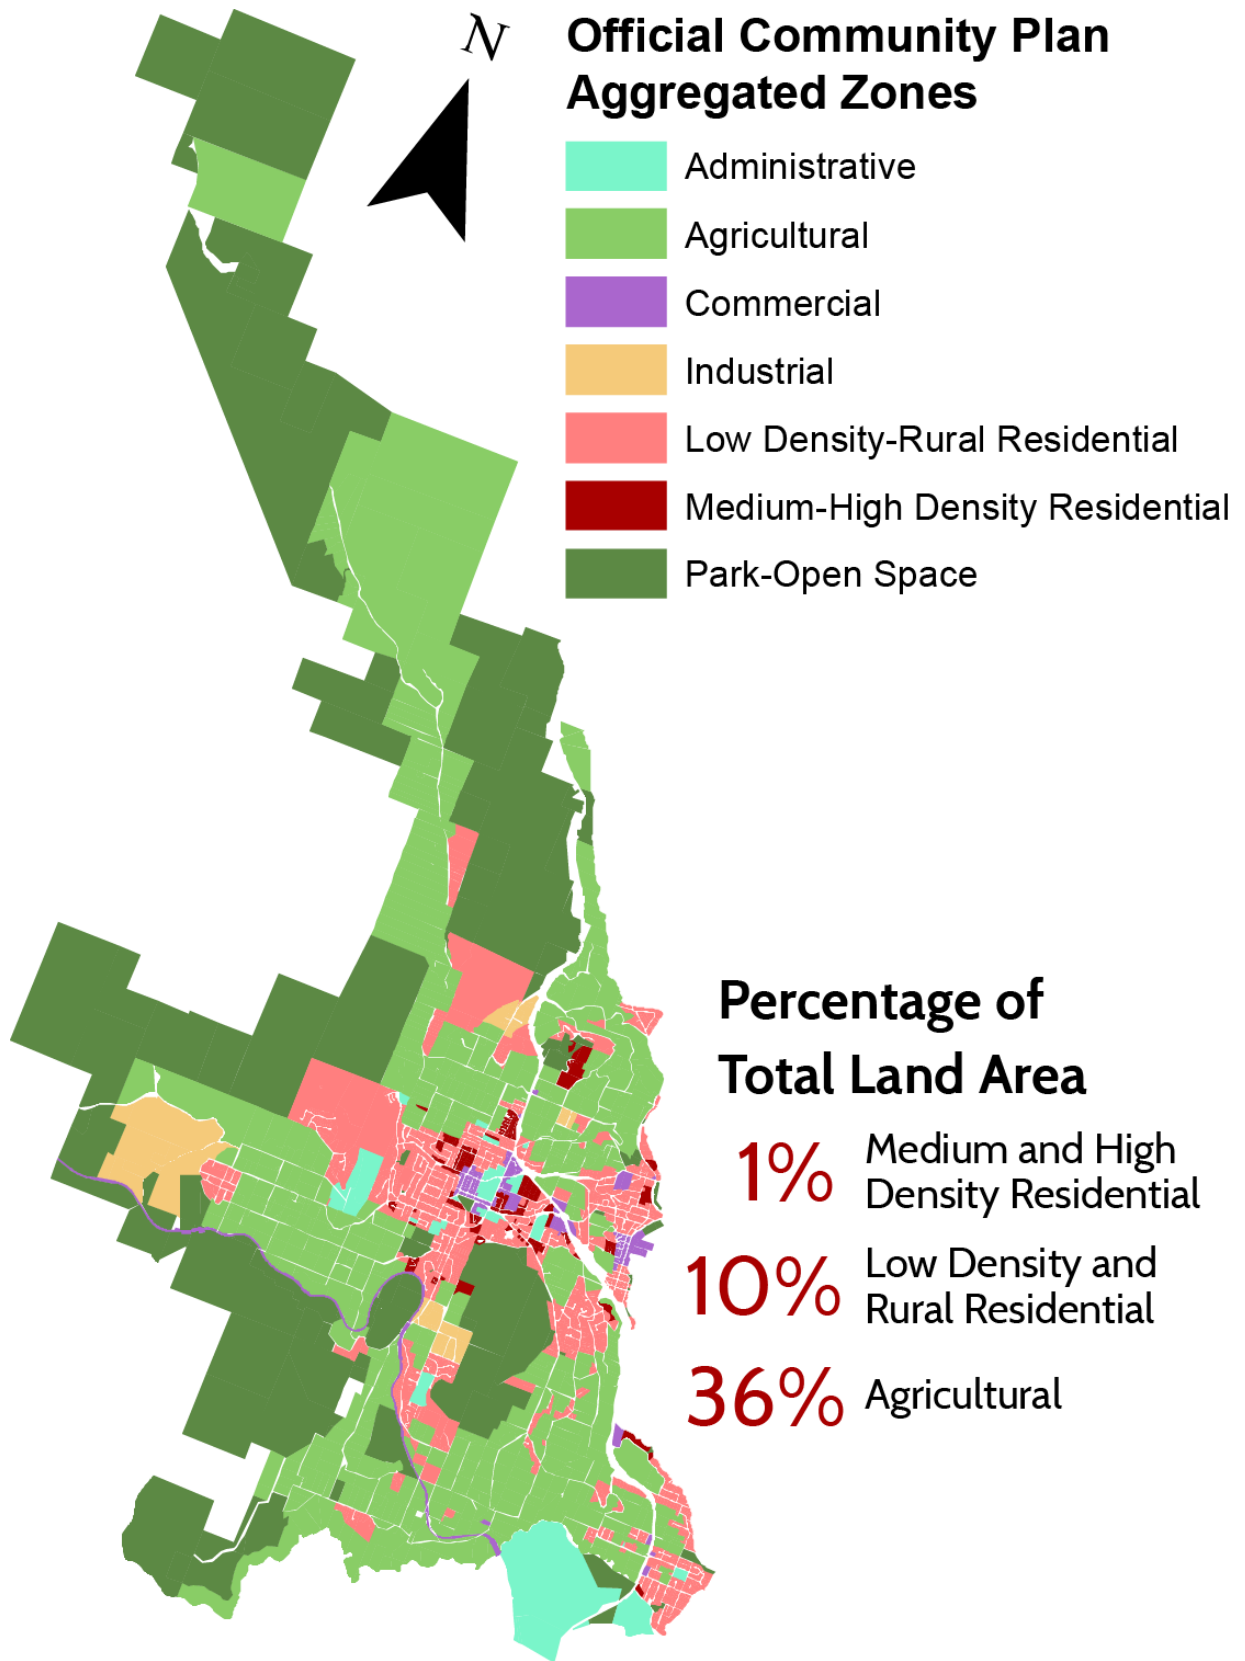 N
Official Community Plan
Aggregated Zones
Administrative
Agricultural
Commercial
Industrial
Low Density-Rural Residential
Medium-High Density Residential
Park-Open Space
Percentage of
Total Land Area
1%
Medium and High
Density Residential
10%
Low Density and
Rural Residential
36%
Agricultural